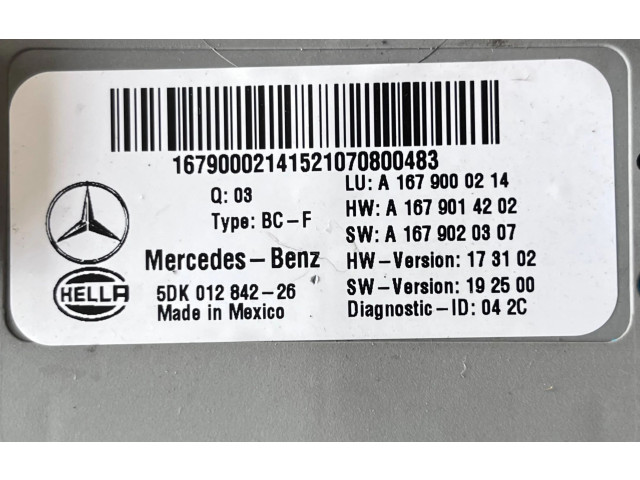 16790002141521070800483
Q: 03
Type: BC-F
Mercedes-Benz
HELLA
5DK 012 842-26
Made in Mexico
LU: A 167 900 02 14
HW: A 167 901 42 02
SW: A 167 902 03 07
HW-Version: 17 31 02
SW-Version: 19 25 00
Diagnostic-ID: 04 2C